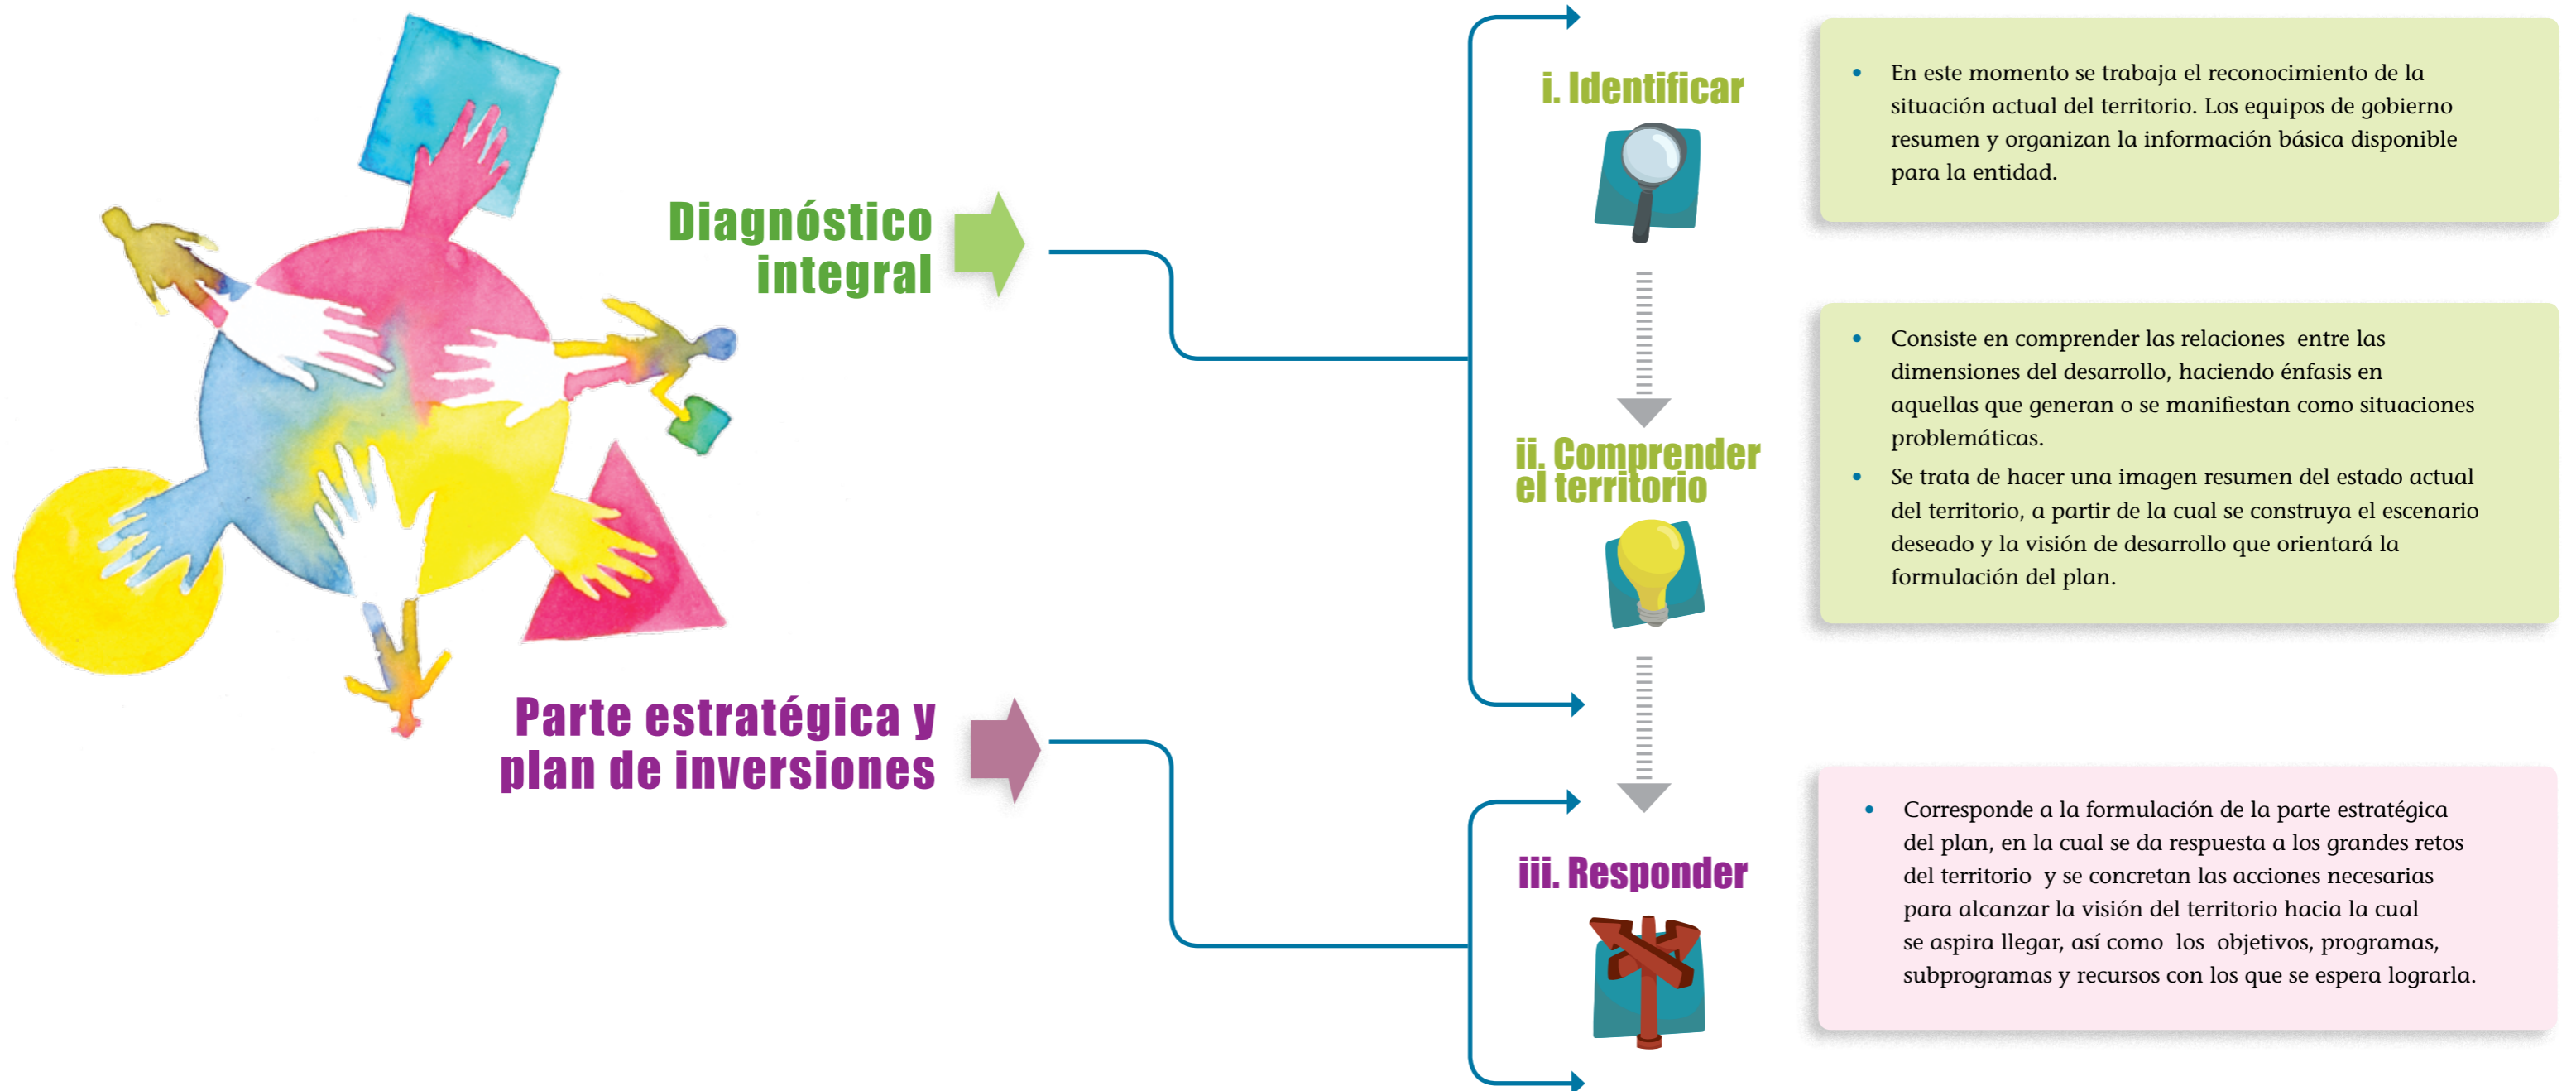 Diagnóstico
integral
i. Identificar
• En este momento se trabaja el reconocimiento de la
situación actual del territorio. Los equipos de gobierno
resumen y organizan la información básica disponible
para la entidad.
ii. Comprender
el territorio
• Consiste en comprender las relaciones entre las
dimensiones del desarrollo, haciendo énfasis en
aquellas que generan o se manifiestan como situaciones
problemáticas.
• Se trata de hacer una imagen resumen del estado actual
del territorio, a partir de la cual se construya el escenario
deseado y la visión de desarrollo que orientará la
formulación del plan.
Parte estratégica y
plan de inversiones
iii. Responder
• Corresponde a la formulación de la parte estratégica
del plan, en la cual se da respuesta a los grandes retos
del territorio y se concretan las acciones necesarias
para alcanzar la visión del territorio hacia la cual
se aspira llegar, así como los objetivos, programas,
subprogramas y recursos con los que se espera lograrla.